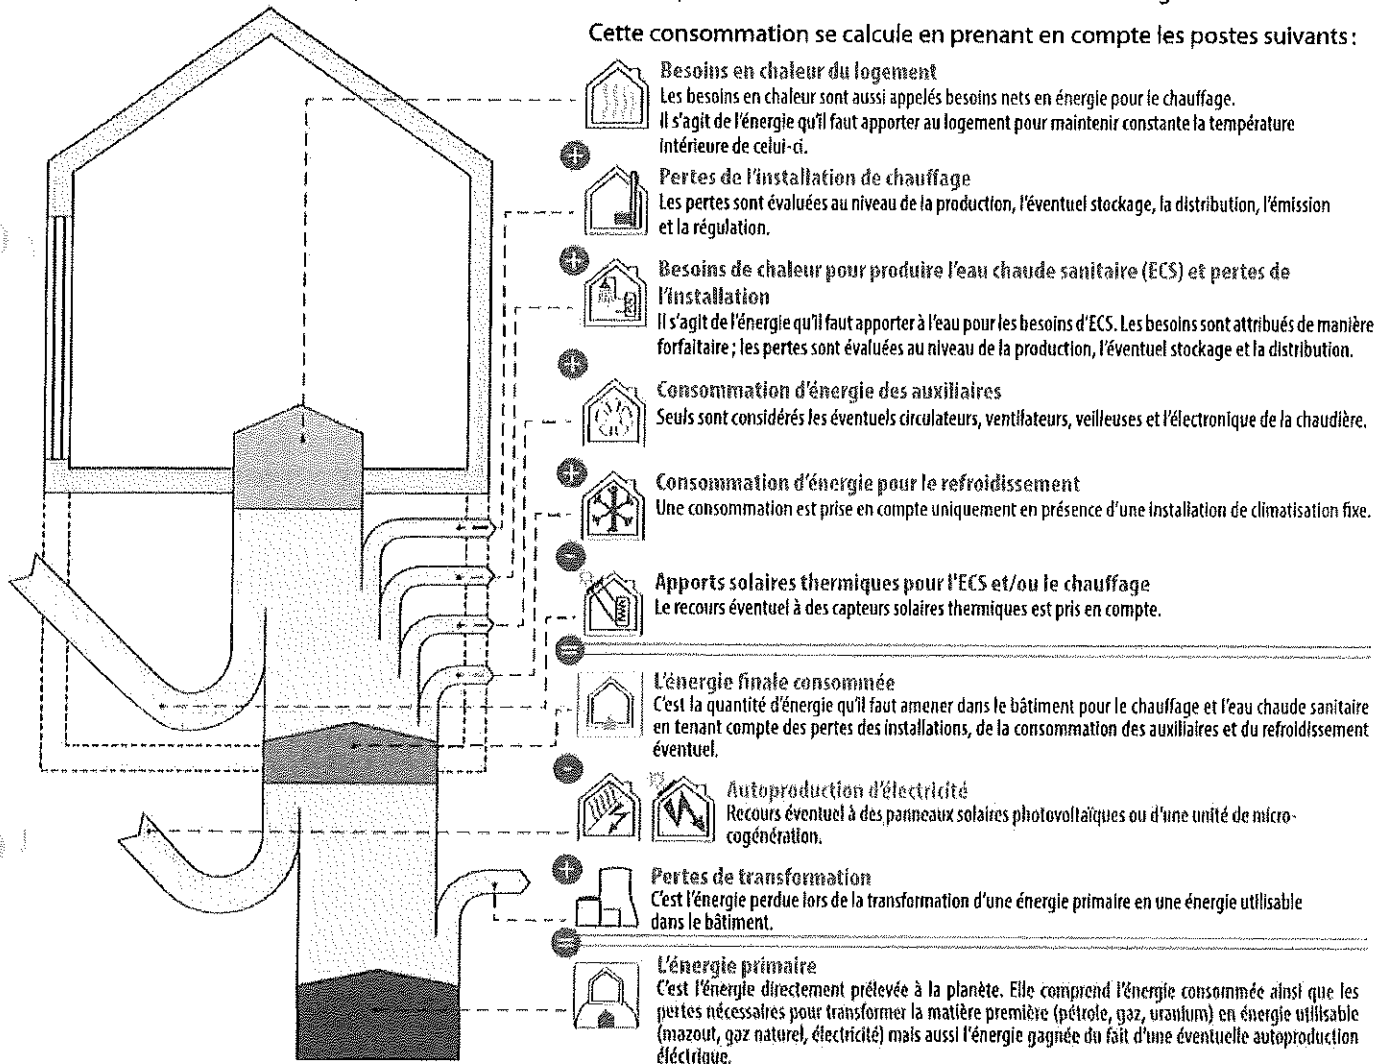 Cette consommation se calcule en prenant en compte les postes suivants :
Besoins en chaleur du logement
Les besoins en chaleur sont aussi appelés besoins nets en énergie pour le chauffage.
Il s'agit de l'énergie qu'il faut apporter au logement pour maintenir constante la température
intérieure de celui-ci.
+
Pertes de l'installation de chauffage
Les pertes sont évaluées au niveau de la production, l'éventuel stockage, la distribution, l'émission
et la régulation.
+
Besoins de chaleur pour produire l'eau chaude sanitaire (ECS) et pertes de
l'installation
Il s'agit de l'énergie qu'il faut apporter à l'eau pour les besoins d'ECS. Les besoins sont attribués de manière
forfaitaire ; les pertes sont évaluées au niveau de la production, l'éventuel stockage et la distribution.
+
Consommation d'énergie des auxiliaires
Seuls sont considérés les éventuels circulateurs, ventilateurs, veilleuses et l'électronique de la chaudière.
+
Consommation d'énergie pour le refroidissement
Une consommation est prise en compte uniquement en présence d'une installation de climatisation fixe.
-
Apports solaires thermiques pour l'ECS et/ou le chauffage
Le recours éventuel à des capteurs solaires thermiques est pris en compte.
=
L'énergie finale consommée
C'est la quantité d'énergie qu'il faut amener dans le bâtiment pour le chauffage et l'eau chaude sanitaire
en tenant compte des pertes des installations, de la consommation des auxiliaires et du refroidissement
éventuel.
-
Autoproduction d'électricité
Recours éventuel à des panneaux solaires photovoltaïques ou d'une unité de micro-
cogénération.
+
Pertes de transformation
C'est l'énergie perdue lors de la transformation d'une énergie primaire en une énergie utilisable
dans le bâtiment.
=
L'énergie primaire
C'est l'énergie directement prélevée à la planète. Elle comprend l'énergie consommée ainsi que les
pertes nécessaires pour transformer la matière première (pétrole, gaz, uranium) en énergie utilisable
(mazout, gaz naturel, électricité) mais aussi l'énergie gagnée du fait d'une éventuelle autoproduction
électrique.